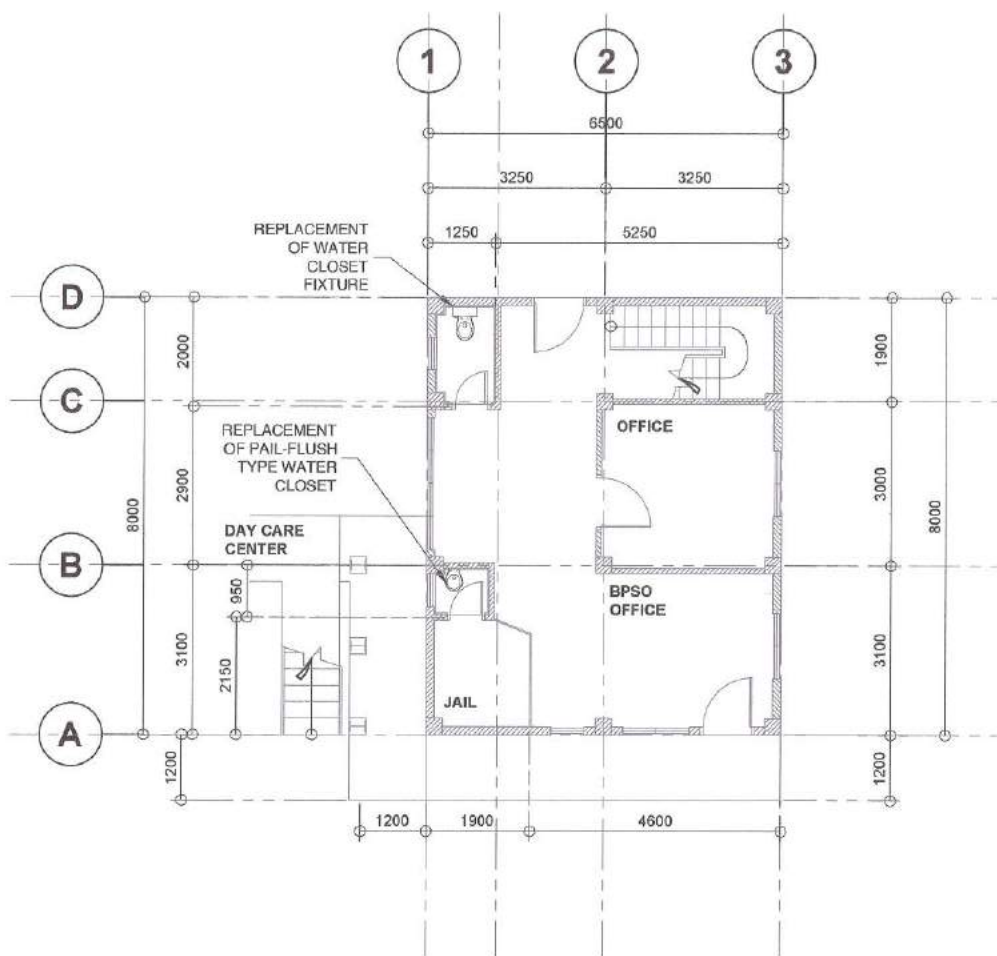 1
2
3
6500
3250
3250
1250
5250
REPLACEMENT
OF WATER
CLOSET
FIXTURE
D
2000
1900
C
REPLACEMENT
OF PAIL-FLUSH
TYPE WATER
CLOSET
OFFICE
2900
3000
8000
8000
DAY CARE
CENTER
B
950
BPSO
OFFICE
3100
2150
3100
JAIL
A
1200
1200
1200
1900
4600